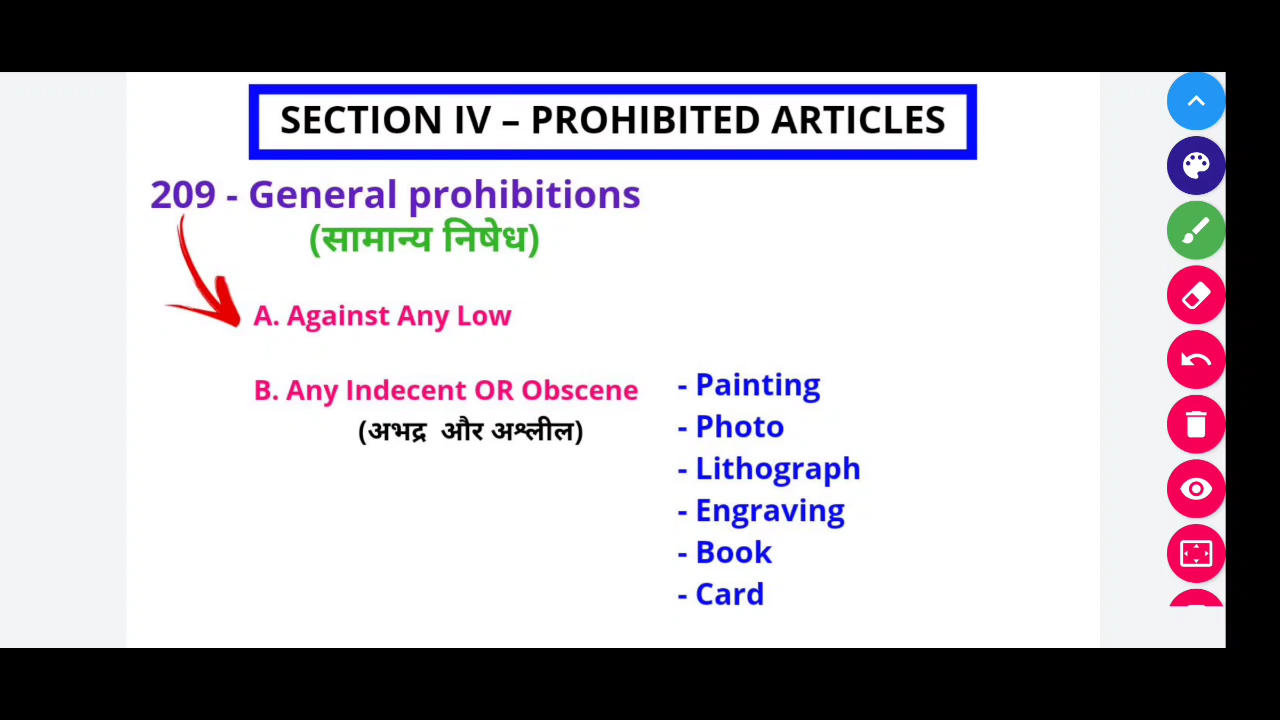 SECTION IV – PROHIBITED ARTICLES
209 - General prohibitions
(सामान्य निषेध)
A. Against Any Low
B. Any Indecent OR Obscene
(अभद्र और अश्लील)
- Painting
- Photo
- Lithograph
- Engraving
- Book
- Card